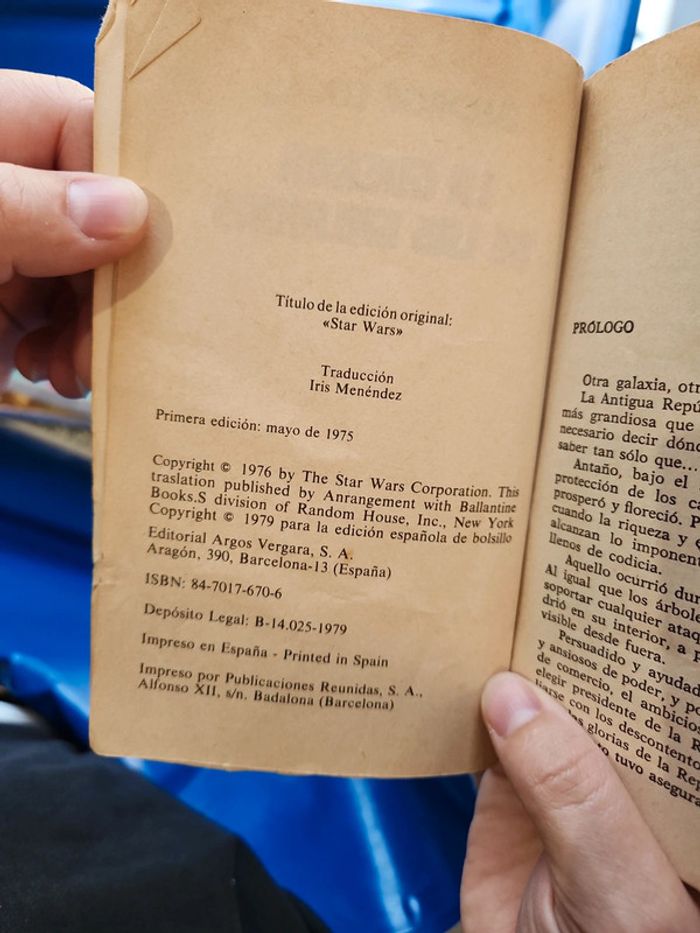 Título de la edición original:
«Star Wars»
Traducción
Iris Menéndez
Primera edición: mayo de 1975
Copyright © 1976 by The Star Wars Corporation. This
traslation published by Anrangement with Ballantine
Books.S division of Random House, Inc., New York
Copyright © 1979 para la edición española de bolsillo
Editorial Argos Vergara, S. A.
Aragón, 390, Barcelona-13 (España)
ISBN: 84-7017-670-6
Depósito Legal: B-14.025-1979
Impreso en España - Printed in Spain
Impreso por Publicaciones Reunidas, S. A.,
Alfonso XII, s/n. Badalona (Barcelona)
PRÓLOGO
Otra galaxia, otr
La Antigua Repú
más grandiosa que
necesario decir dónd
saber tan sólo que...
Antaño, bajo el
protección de los ca
prosperó y floreció. P
cuando la riqueza y e
alcanzan lo imponent
llenos de codicia.
Aquello ocurrió dur
Al igual que los árbole
soportar cualquier ataq
drió en su interior, a p
visible desde fuera.
Persuadido y ayudad
y ansiosos de poder, y po
de comercio, el ambicios
elegir presidente de la R
con los descontento
glorias de la Rep
tuvo asegura